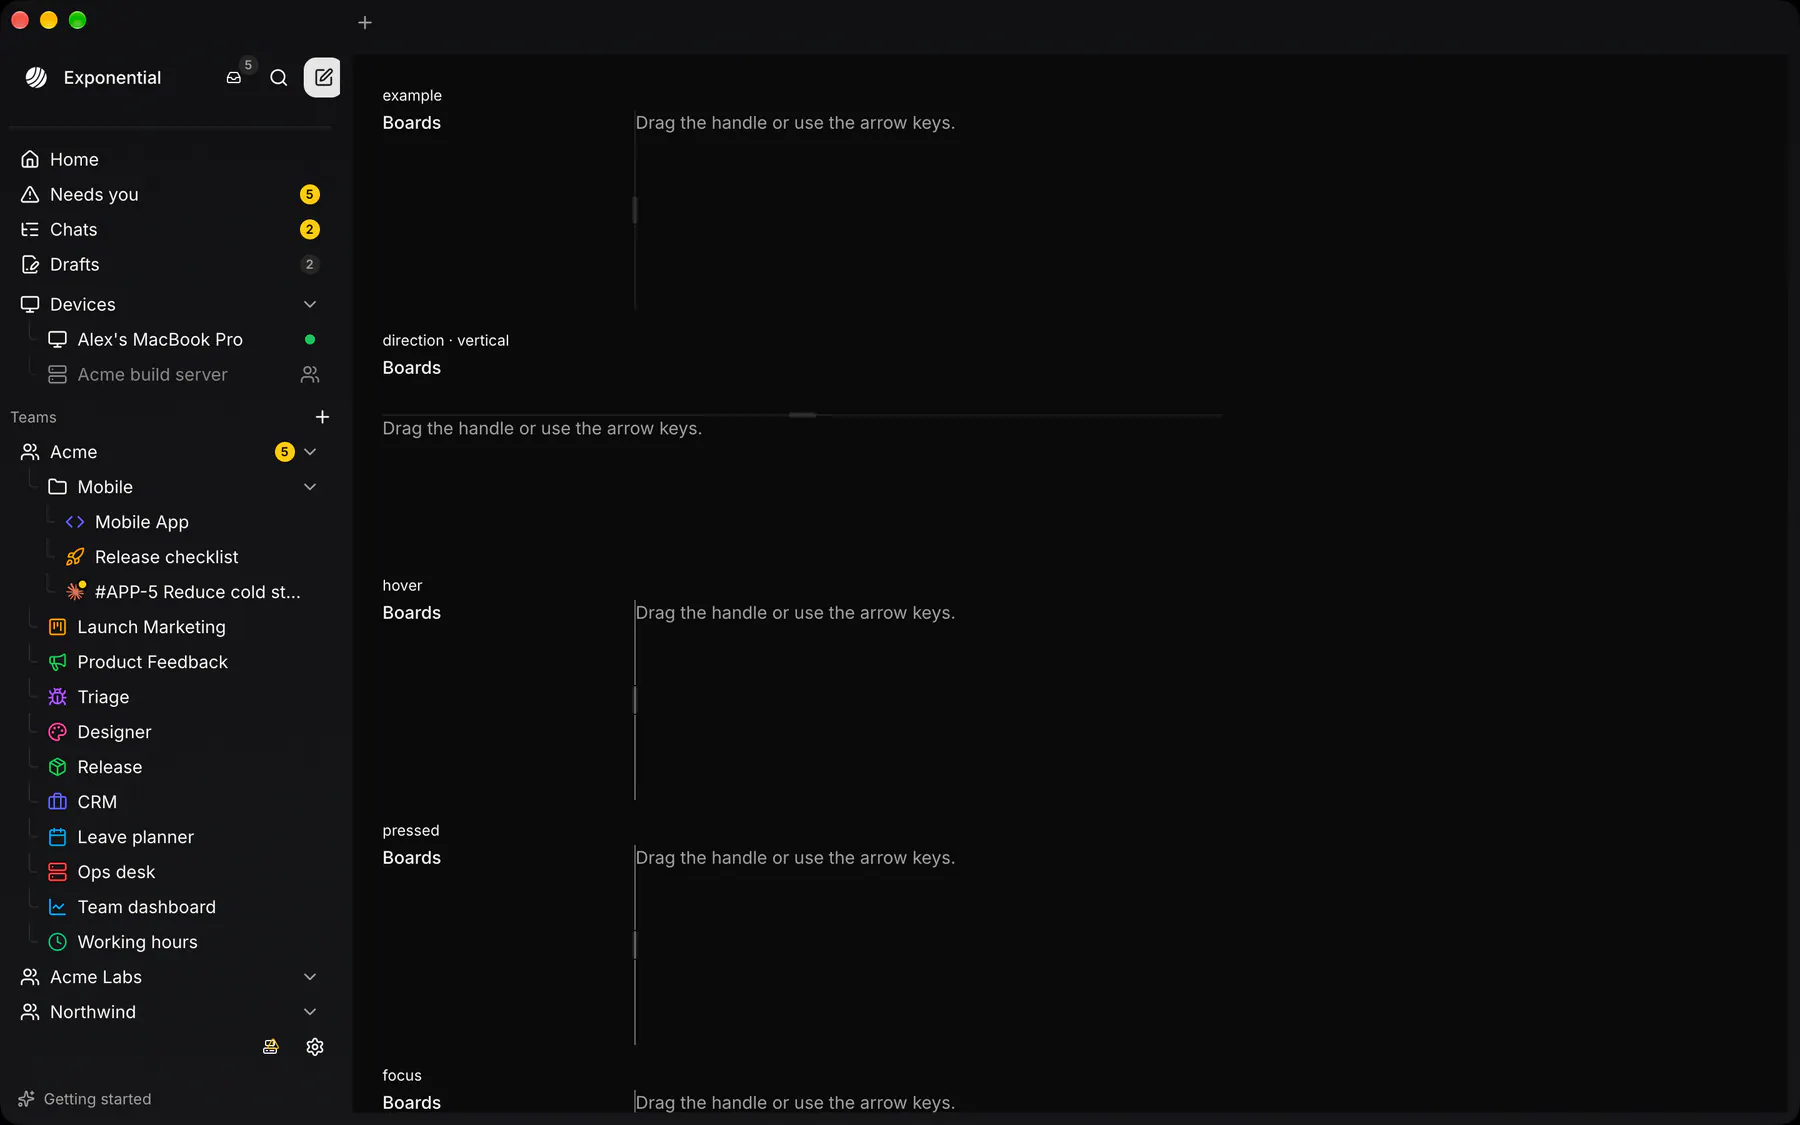 Exponential
5
Home
Needs you
5
Chats
2
Drafts
2
Devices
Alex's MacBook Pro
Acme build server
Teams
Acme
5
Mobile
Mobile App
Release checklist
#APP-5 Reduce cold st...
Launch Marketing
Product Feedback
Triage
Designer
Release
CRM
Leave planner
Ops desk
Team dashboard
Working hours
Acme Labs
Northwind
Getting started
example
Boards
Drag the handle or use the arrow keys.
direction · vertical
Boards
Drag the handle or use the arrow keys.
hover
Boards
Drag the handle or use the arrow keys.
pressed
Boards
Drag the handle or use the arrow keys.
focus
Boards
Drag the handle or use the arrow keys.